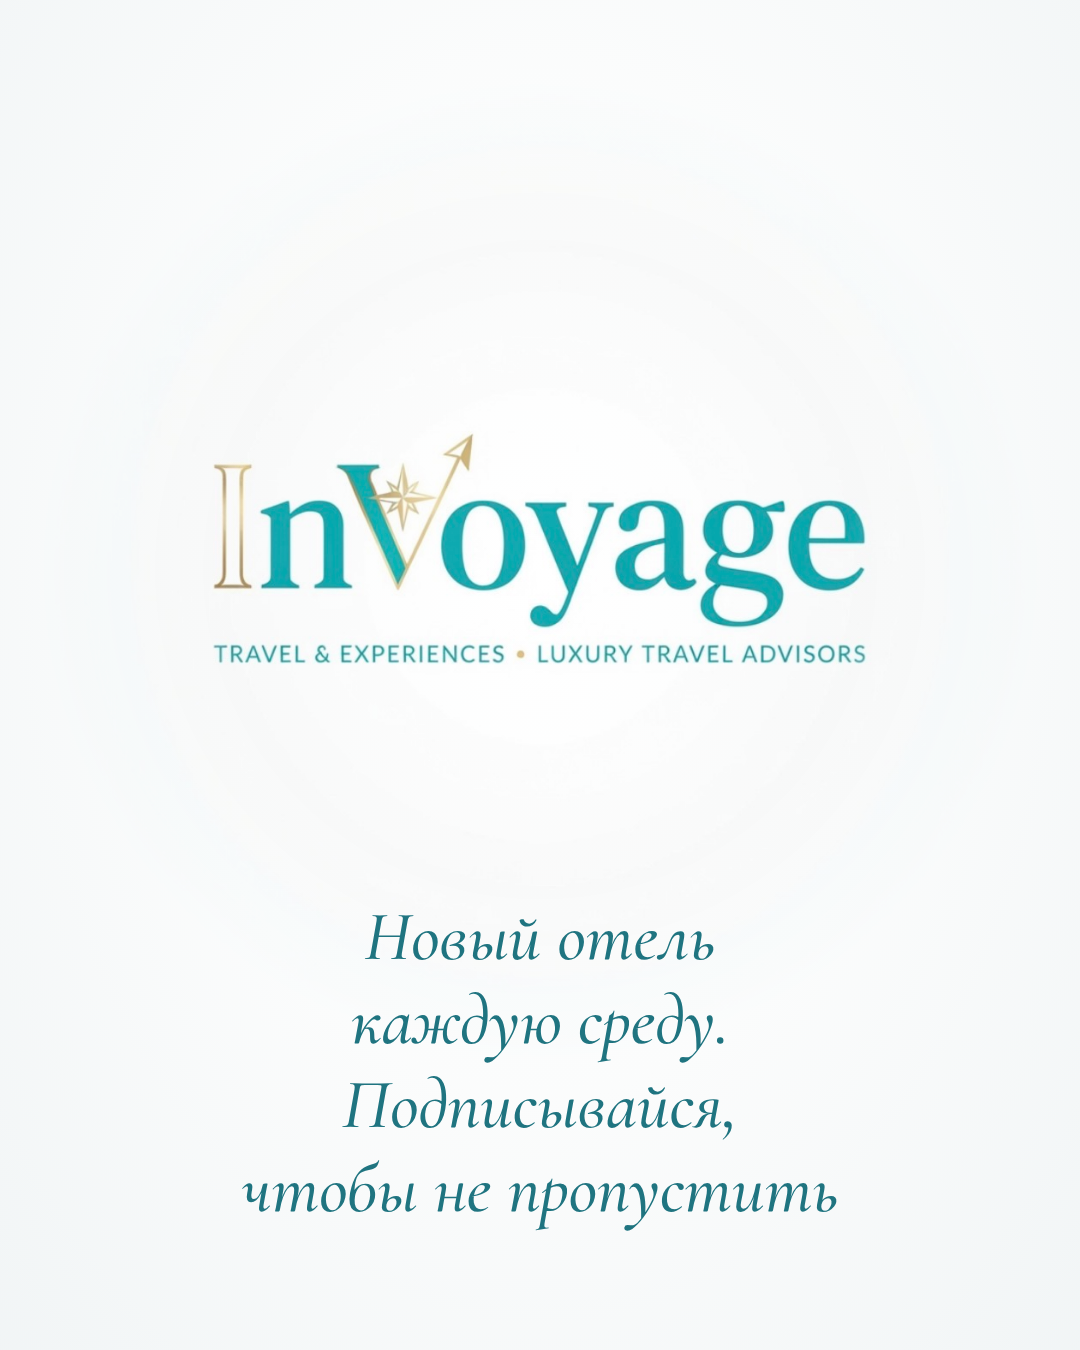 InVoyage
TRAVEL & EXPERIENCES • LUXURY TRAVEL ADVISORS
Новый отель
каждую среду.
Подписывайся,
чтобы не пропустить